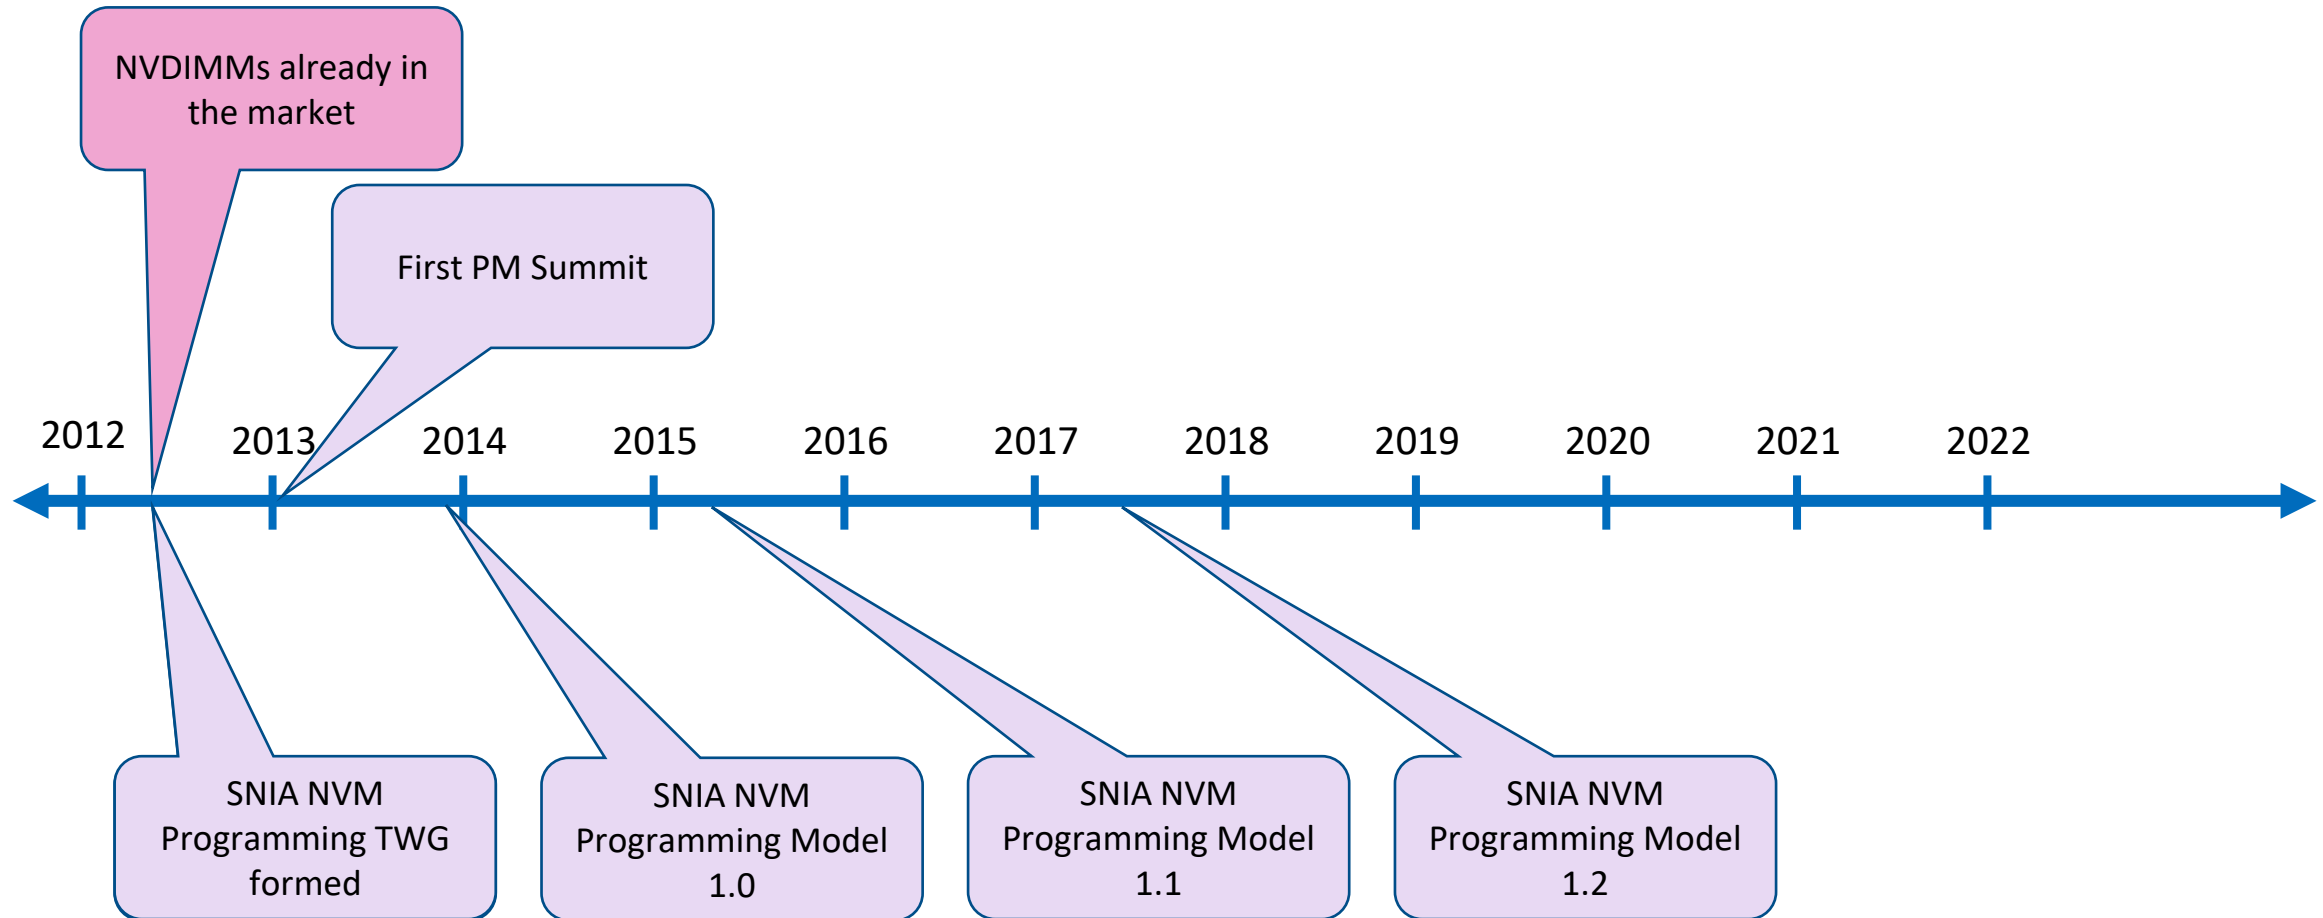 NVDIMMs already in
the market
First PM Summit
2012 2013 2014 2015 2016 2017 2018 2019 2020 2021 2022
SNIA NVM
Programming TWG
formed
SNIA NVM
Programming Model
1.0
SNIA NVM
Programming Model
1.1
SNIA NVM
Programming Model
1.2